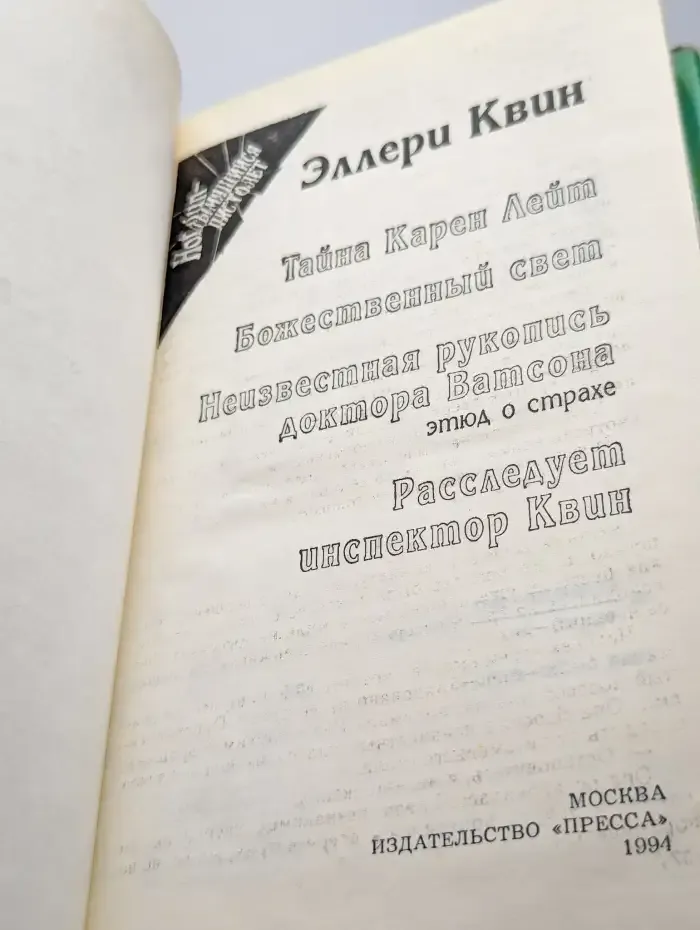 Эллери Квин
Тайна Карен Лейт
Божественный свет
Неизвестная рукопись
доктора Ватсона
этюд о страхе
Расследует
инспектор Квин
МОСКВА
ИЗДАТЕЛЬСТВО «ПРЕССА»
1994